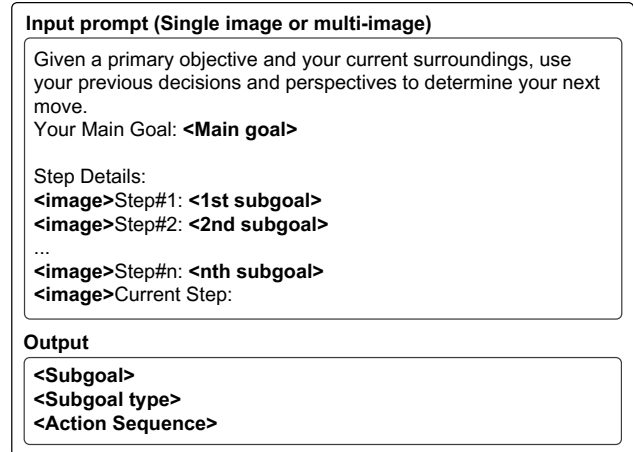 Input prompt (Single image or multi-image)
Given a primary objective and your current surroundings, use
your previous decisions and perspectives to determine your next
move.
Your Main Goal: <Main goal>
Step Details:
<image>Step#1: <1st subgoal>
<image>Step#2: <2nd subgoal>
...
<image>Step#n: <nth subgoal>
<image>Current Step:
Output
<Subgoal>
<Subgoal type>
<Action Sequence>